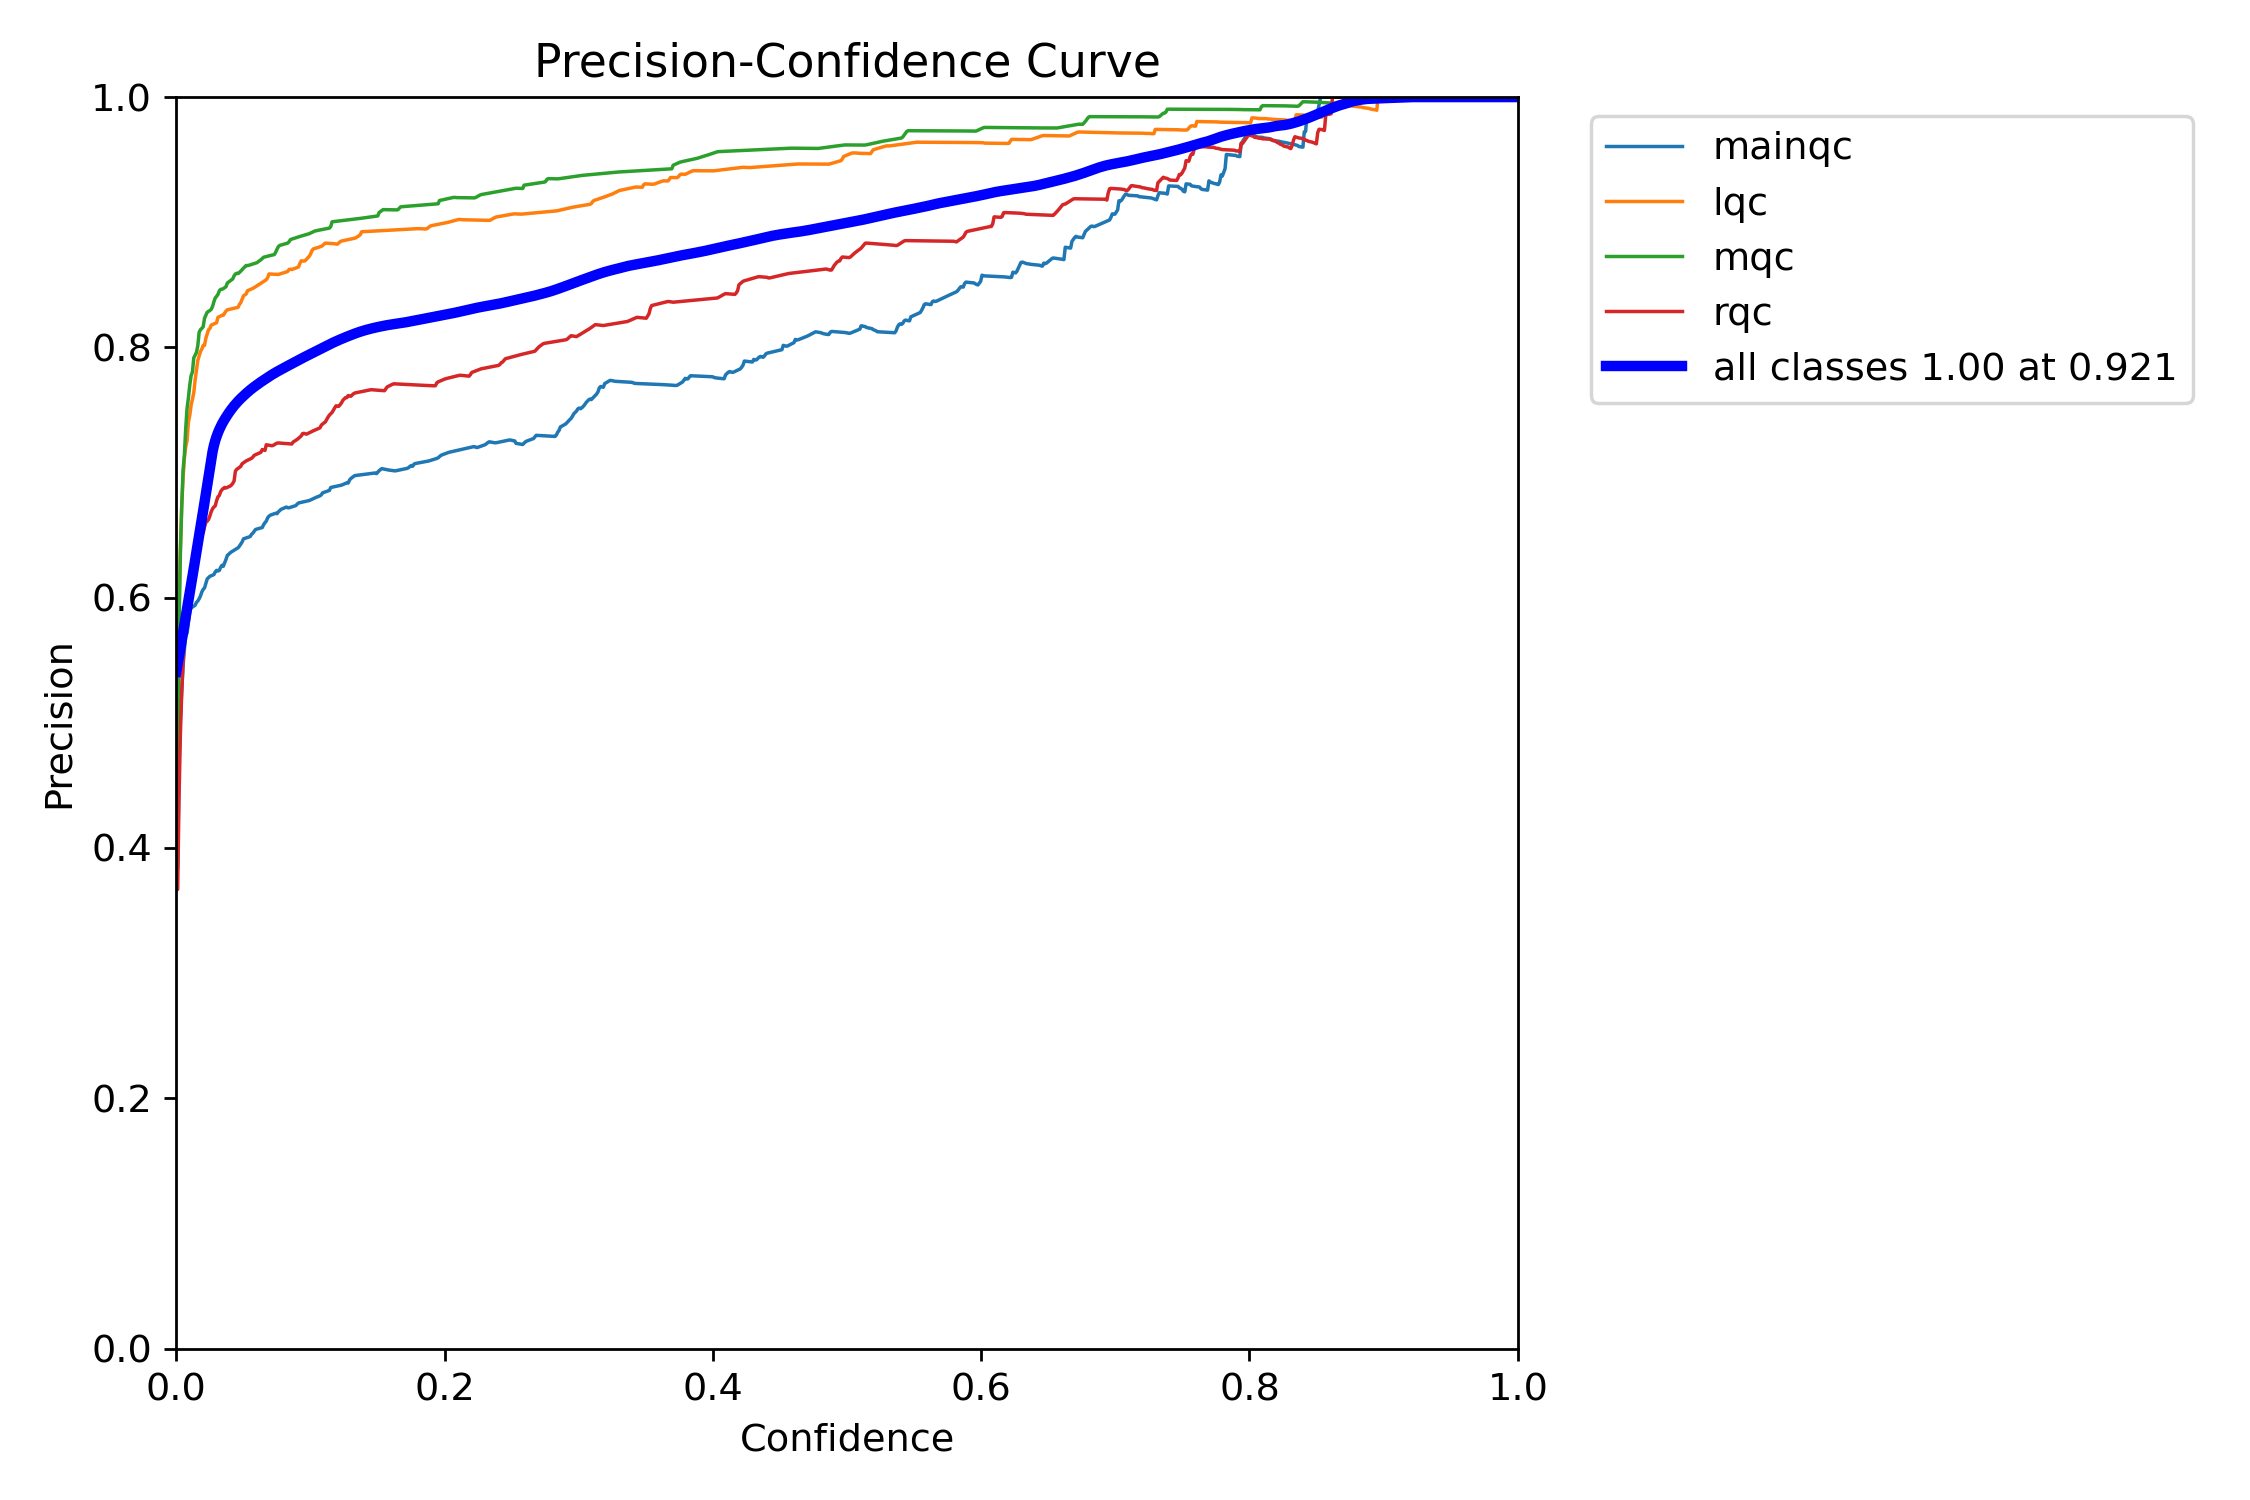 Precision-Confidence Curve
1.0
0.8
0.6
0.4
0.2
0.0
Precision
0.0 0.2 0.4 0.6 0.8 1.0
Confidence
mainqc
lqc
mqc
rqc
all classes 1.00 at 0.921